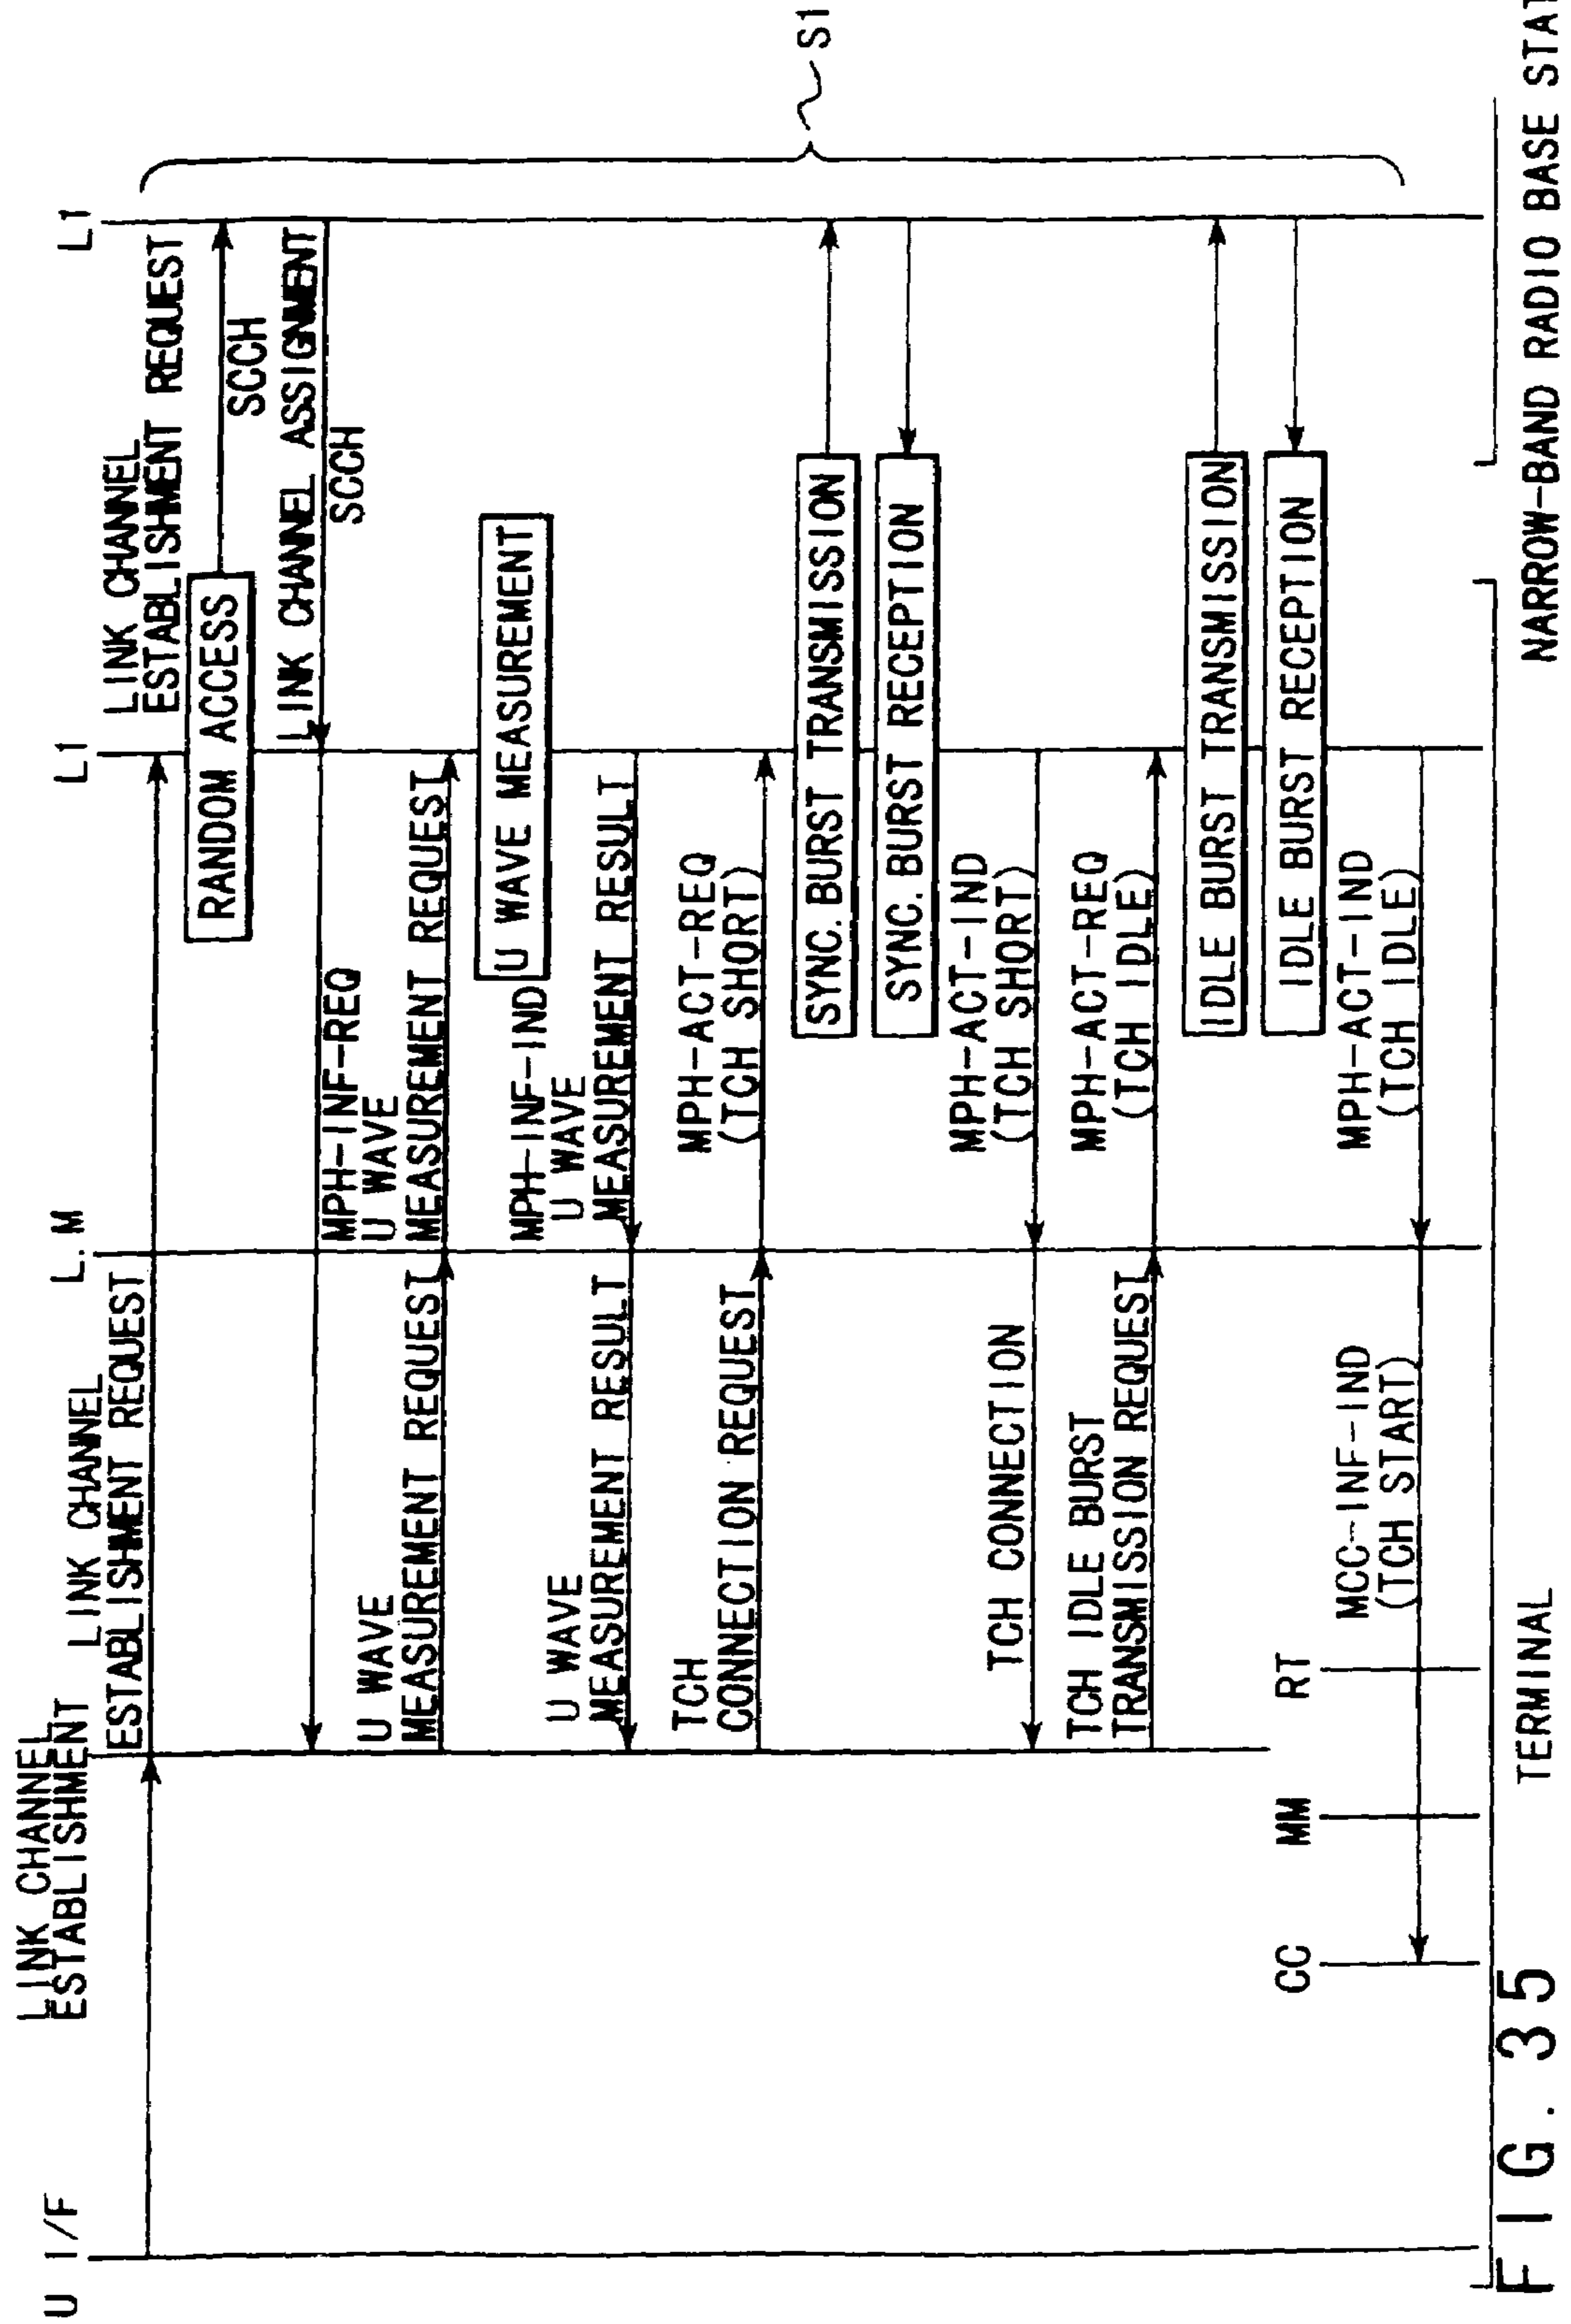 U I/F
LINK CHANNEL
ESTABLISHMENT
LINK CHANNEL
ESTABLISHMENT REQUEST
L.M
L1
LINK CHANNEL
ESTABLISHMENT REQUEST
L1
RANDOM ACCESS
SCCH
LINK CHANNEL ASSIGNMENT
SCCH
MPH-INF-REQ
U WAVE
MEASUREMENT REQUEST
U WAVE
MEASUREMENT REQUEST
U WAVE MEASUREMENT
MPH-INF-IND
U WAVE
MEASUREMENT RESULT
U WAVE
MEASUREMENT RESULT
TCH
CONNECTION REQUEST
MPH-ACT-REQ
(TCH SHORT)
SYNC. BURST TRANSMISSION
SYNC. BURST RECEPTION
S1
TCH CONNECTION
MPH-ACT-IND
(TCH SHORT)
TCH IDLE BURST
TRANSMISSION REQUEST
MPH-ACT-REQ
(TCH IDLE)
IDLE BURST TRANSMISSION
IDLE BURST RECEPTION
CC
MM
RT
MCC-INF-IND
(TCH START)
MPH-ACT-IND
(TCH IDLE)
TERMINAL
NARROW-BAND RADIO BASE STAT
FIG. 35